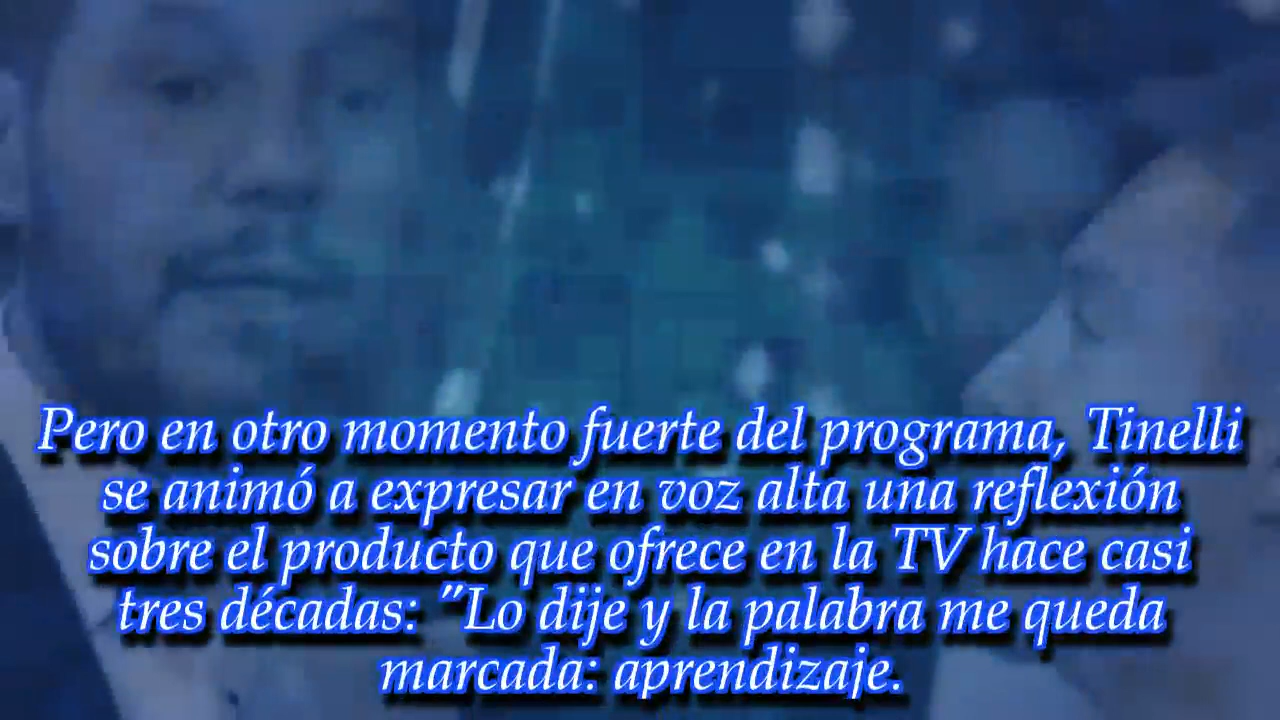 Pero en otro momento fuerte del programa, Tinelli
se animó a expresar en voz alta una reflexión
sobre el producto que ofrece en la TV hace casi
tres décadas: "Lo dije y la palabra me queda
marcada: aprendizaje.